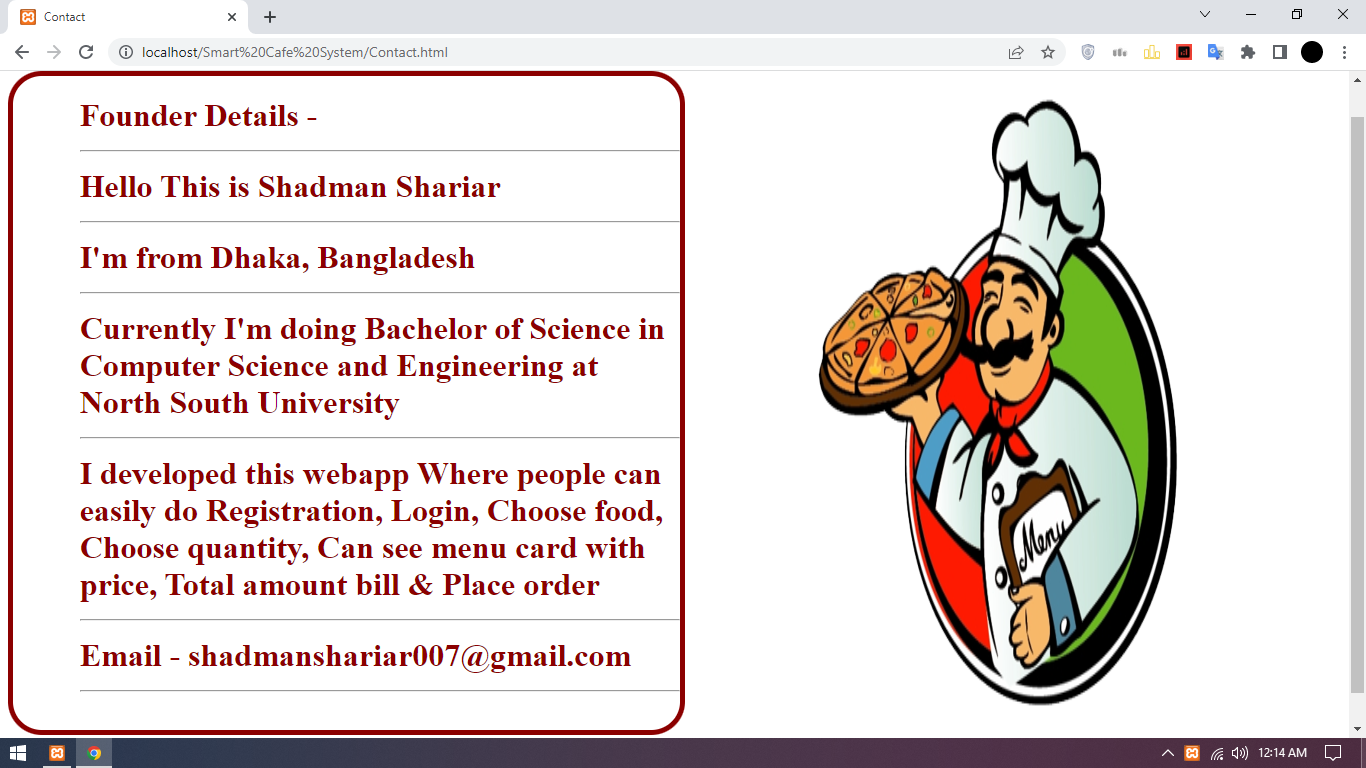 Contact
localhost/Smart%20Cafe%20System/Contact.html
Founder Details -
Hello This is Shadman Shariar
I'm from Dhaka, Bangladesh
Currently I'm doing Bachelor of Science in
Computer Science and Engineering at
North South University
I developed this webapp Where people can
easily do Registration, Login, Choose food,
Choose quantity, Can see menu card with
price, Total amount bill & Place order
Email - shadmanshariar007@gmail.com
Menu
12:14 AM